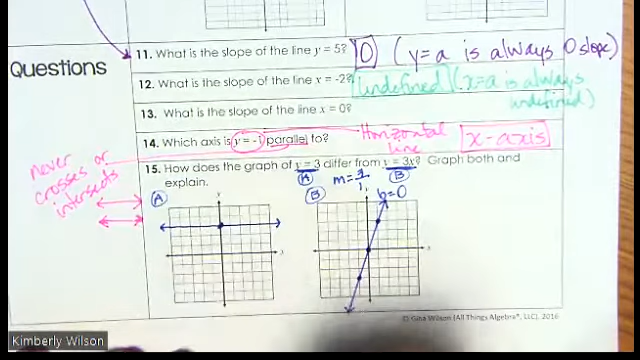 11. What is the slope of the line y = 5? 0 (y=a is always 0 slope)
Questions
12. What is the slope of the line x = -2? undefined (x=a is always
undefined)
13. What is the slope of the line x = 0?
14. Which axis is y = -1 parallel to? Horizontal line x-axis
never crosses or intersects
15. How does the graph of y = 3 differ from y = 3x? Graph both and
explain.
A B
m=3/1
b=0
A B
y y
x x
© Gina Wilson (All Things Algebra®, LLC), 2016
Kimberly Wilson